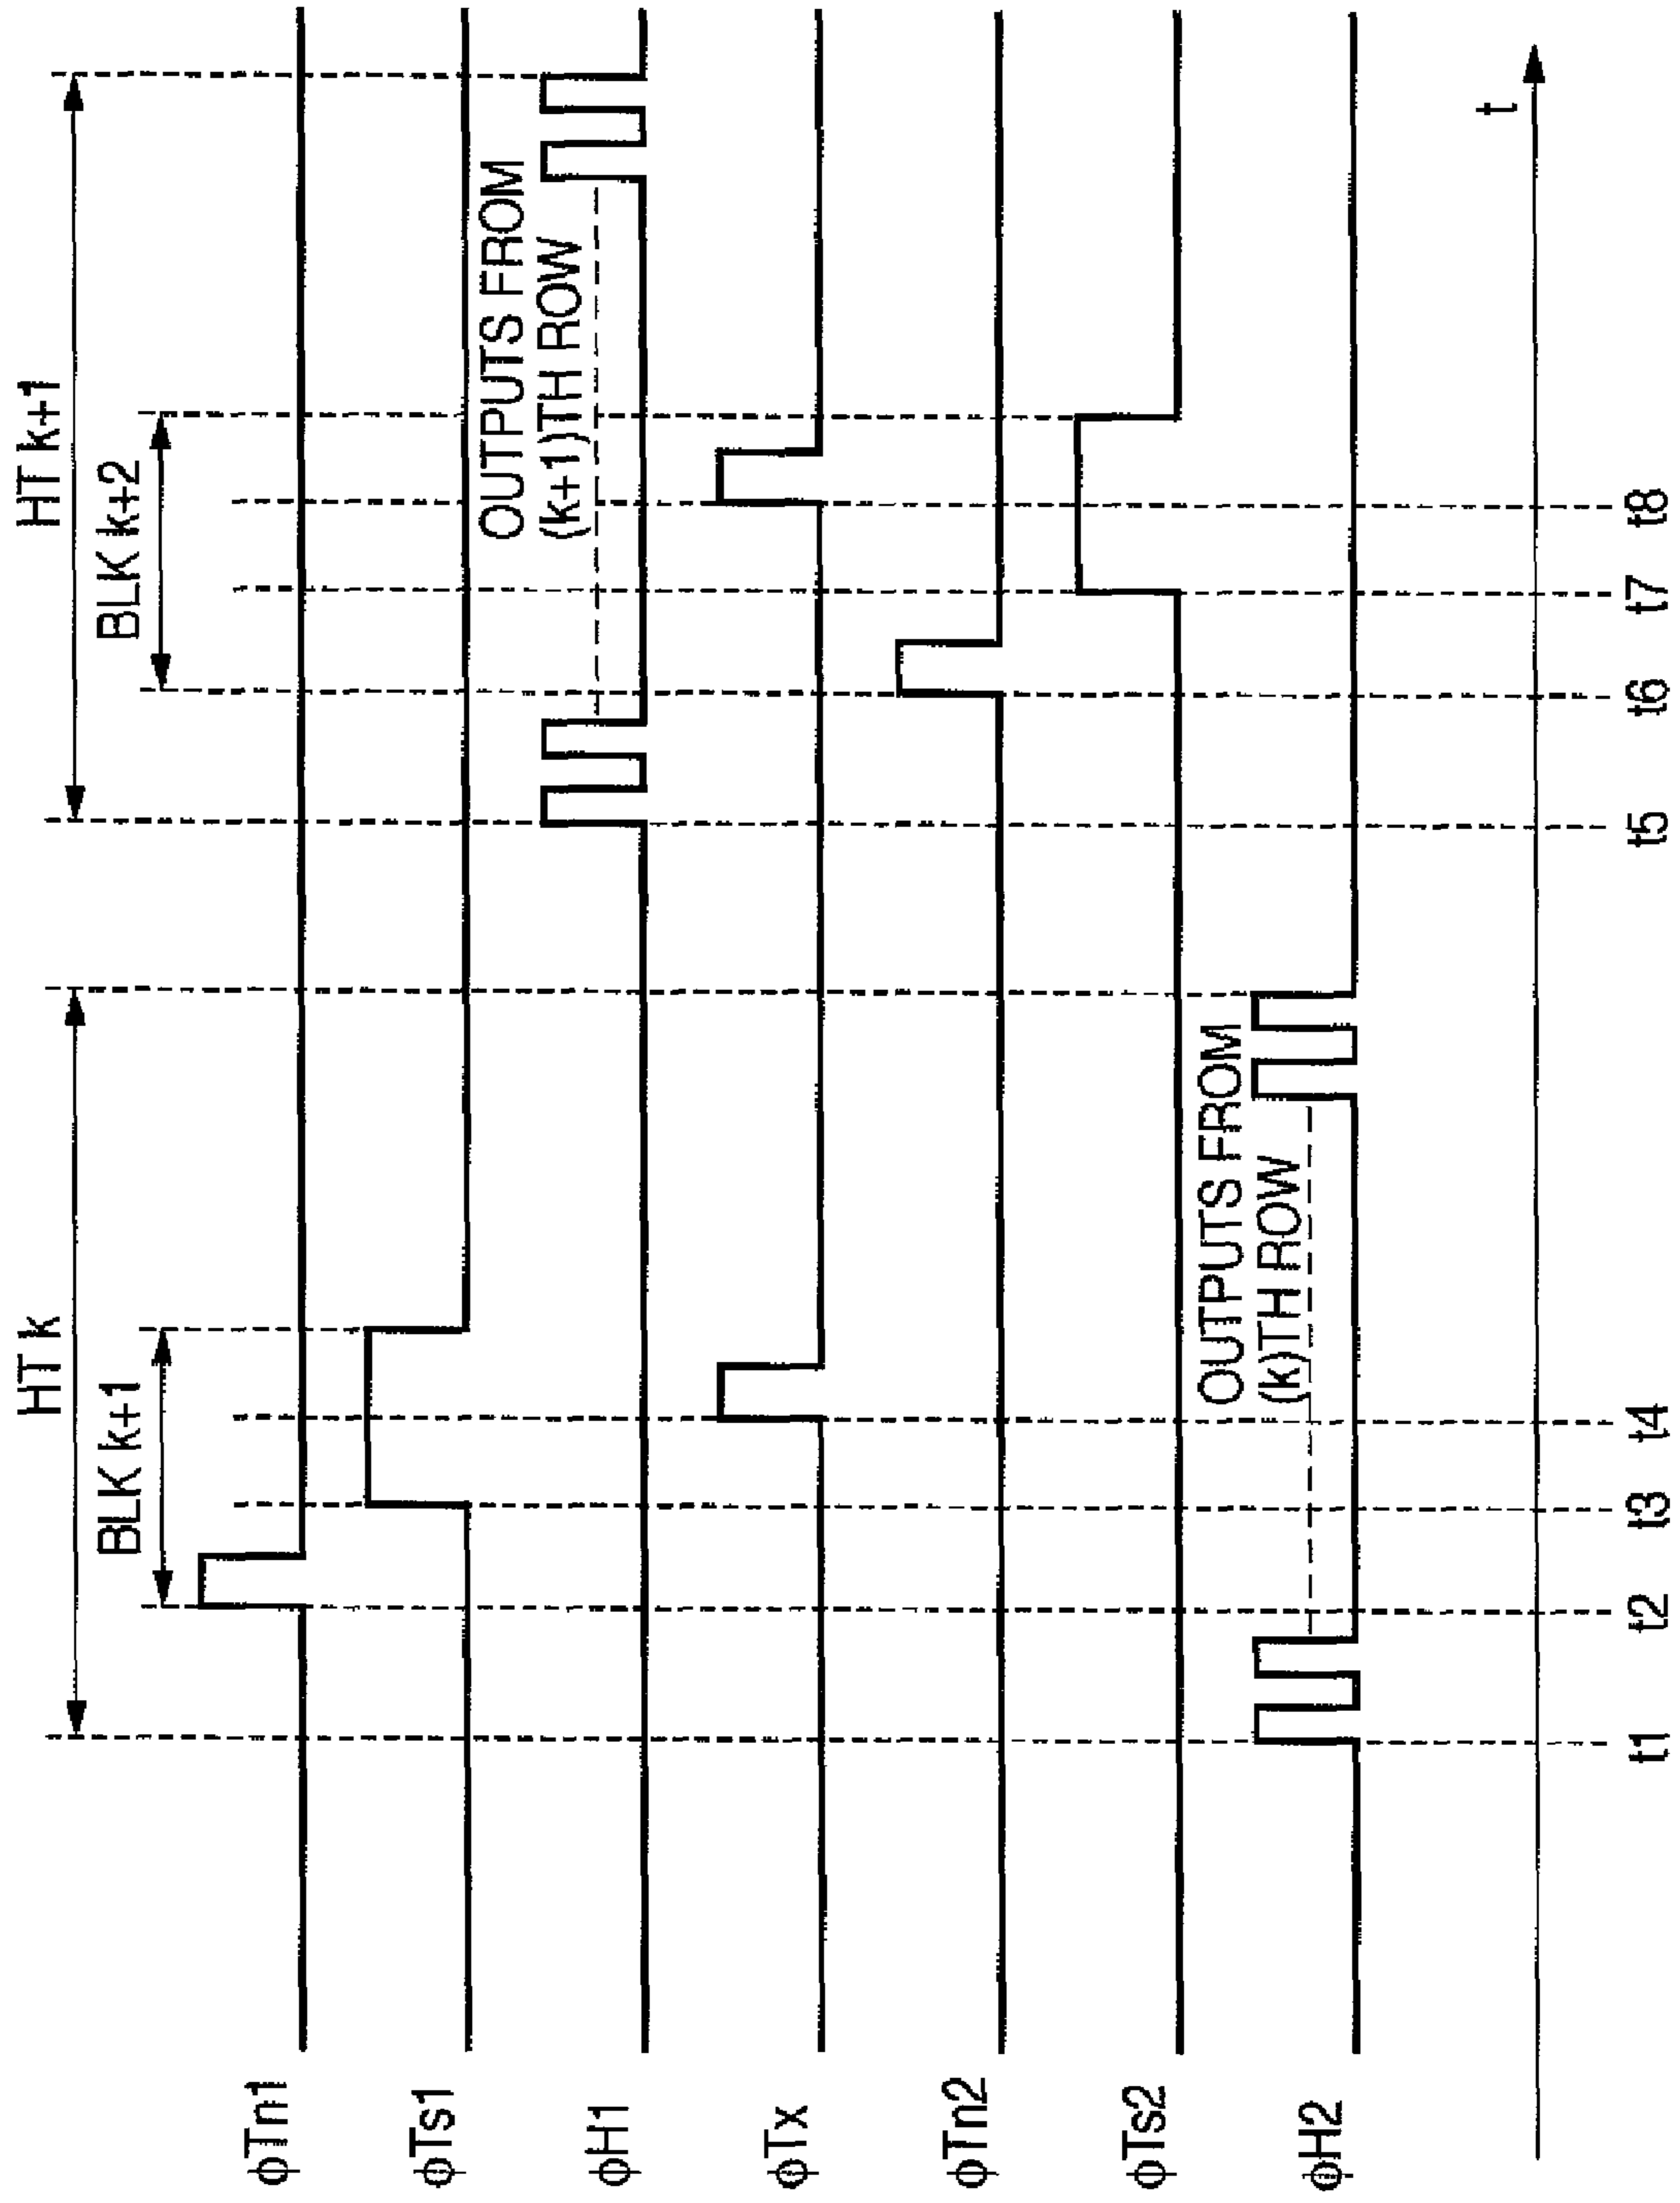 HT k
HT k+1
BLK k+1
BLK k+2
ϕTn1
ϕTs1
ϕH1
OUTPUTS FROM
(k+1)TH ROW
ϕTx
ϕTn2
ϕTs2
ϕH2
OUTPUTS FROM
(k)TH ROW
t
t1 t2 t3 t4 t5 t6 t7 t8